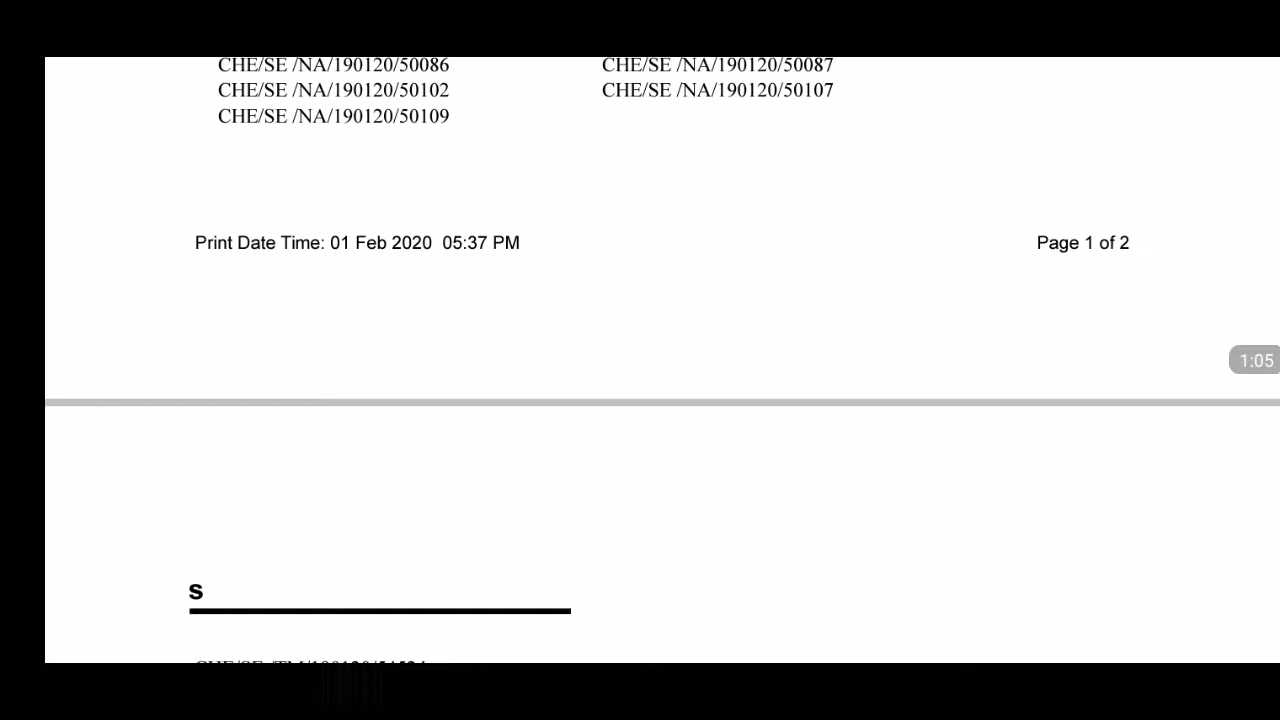 CHE/SE /NA/190120/50086 CHE/SE /NA/190120/50087
CHE/SE /NA/190120/50102 CHE/SE /NA/190120/50107
CHE/SE /NA/190120/50109
Print Date Time: 01 Feb 2020 05:37 PM Page 1 of 2
1:05
s